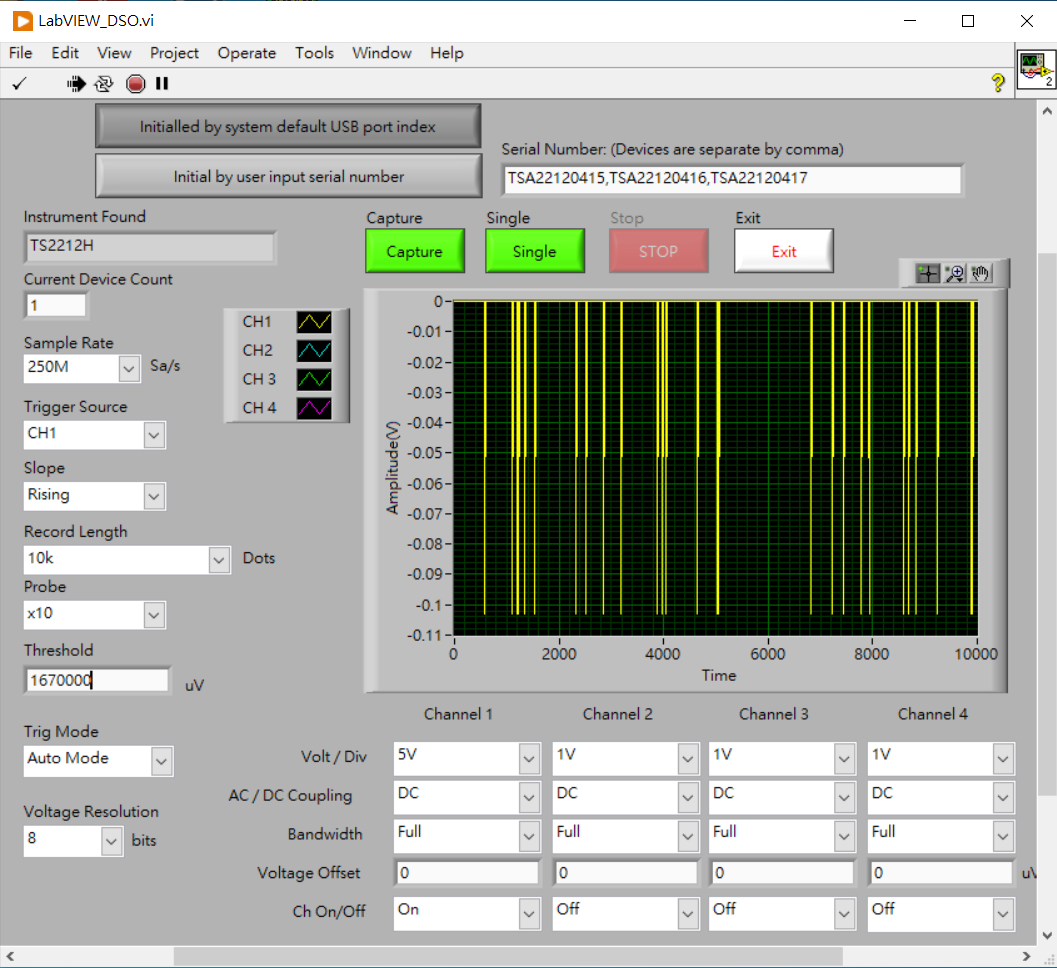 LabVIEW_DSO.vi
File Edit View Project Operate Tools Window Help
2
Initialled by system default USB port index
Initial by user input serial number
Serial Number: (Devices are separate by comma)
TSA22120415,TSA22120416,TSA22120417
Instrument Found
TS2212H
Current Device Count
1
Capture Single Stop Exit
Capture Single STOP Exit
Sample Rate
250M Sa/s
Trigger Source
CH1
Slope
Rising
Record Length
10k Dots
Probe
x10
Threshold
1670000 uV
Trig Mode
Auto Mode
Voltage Resolution
8 bits
CH1
CH2
CH 3
CH 4
Amplitude(V)
0
-0.01
-0.02
-0.03
-0.04
-0.05
-0.06
-0.07
-0.08
-0.09
-0.1
-0.11
0 2000 4000 6000 8000 10000
Time
Channel 1 Channel 2 Channel 3 Channel 4
Volt / Div 5V 1V 1V 1V
AC / DC Coupling DC DC DC DC
Bandwidth Full Full Full Full
Voltage Offset 0 0 0 0 uV
Ch On/Off On Off Off Off